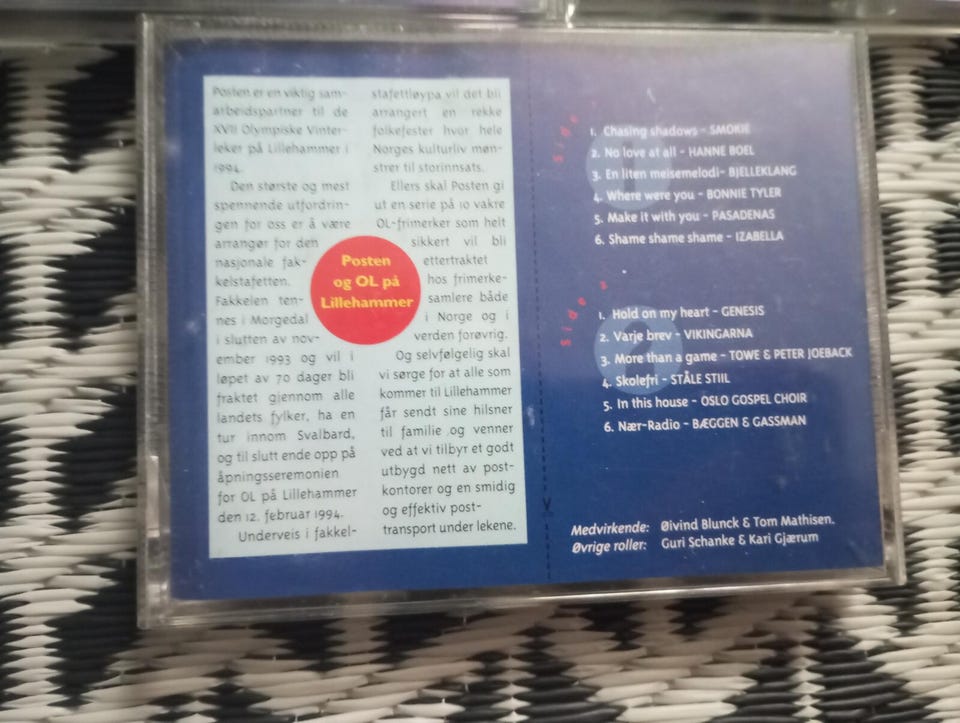 Posten er en viktig sam-
arbeidspartner til de
XVII Olympiske Vinter-
leker på Lillehammer i
1994.
Den største og mest
spennende utfordrin-
gen for oss er å være
arrangør for den
nasjonale fak-
kelstafetten.
Fakkelen ten-
nes i Morgedal
i slutten av nov-
ember 1993 og vil i
løpet av 70 dager bli
fraktet gjennom alle
landets fylker, ha en
tur innom Svalbard,
og til slutt ende opp på
åpningsseremonien
for OL på Lillehammer
den 12. februar 1994.
Underveis i fakkel-
stafettløypa vil det bli
arrangert en rekke
folkefester hvor hele
Norges kulturliv møn-
strer til storinnsats.
Ellers skal Posten gi
ut en serie på 10 vakre
OL-frimerker som helt
sikkert vil bli
ettertraktet
hos frimerke-
samlere både
i Norge og i
verden forøvrig.
Og selvfølgelig skal
vi sørge for at alle som
kommer til Lillehammer
får sendt sine hilsner
til familie og venner
ved at vi tilbyr et godt
utbygd nett av post-
kontorer og en smidig
og effektiv post-
transport under lekene.
Posten
og OL på
Lillehammer
Side
1. Chasing shadows - SMOKIE
2. No love at all - HANNE BOEL
3. En liten meisemelodi- BJELLEKLANG
4. Where were you - BONNIE TYLER
5. Make it with you - PASADENAS
6. Shame shame shame - IZABELLA
Side 2
1. Hold on my heart - GENESIS
2. Varje brev - VIKINGARNA
3. More than a game - TOWE & PETER JOEBACK
4. Skolefri - STÅLE STIIL
5. In this house - OSLO GOSPEL CHOIR
6. Nær-Radio - BÆGGEN & GASSMAN
Medvirkende: Øivind Blunck & Tom Mathisen.
Øvrige roller: Guri Schanke & Kari Gjærum